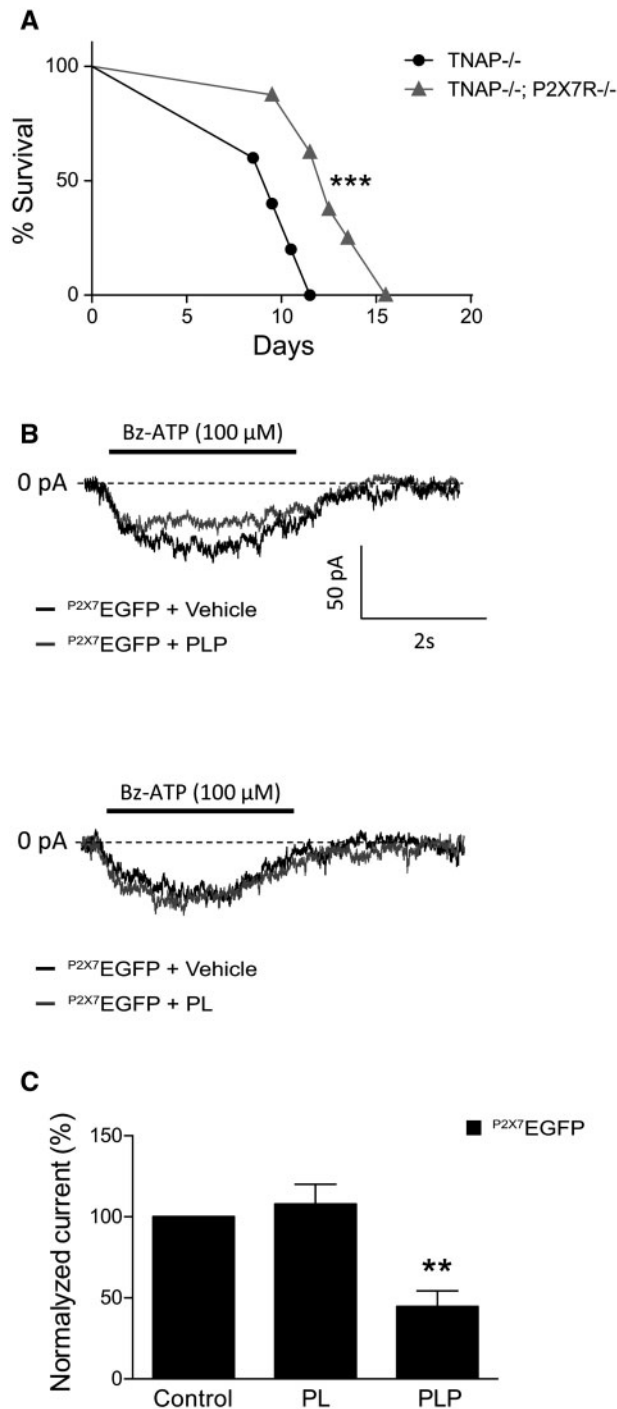 A
100
50
0
% Survival
0 5 10 15 20
Days
TNAP-/-
TNAP-/-; P2X7R-/-
***
B
Bz-ATP (100 µM)
0 pA
P2X7EGFP + Vehicle
P2X7EGFP + PLP
50 pA
2s
Bz-ATP (100 µM)
0 pA
P2X7EGFP + Vehicle
P2X7EGFP + PL
C
150
100
50
0
Normalized current (%)
P2X7EGFP
**
Control PL PLP